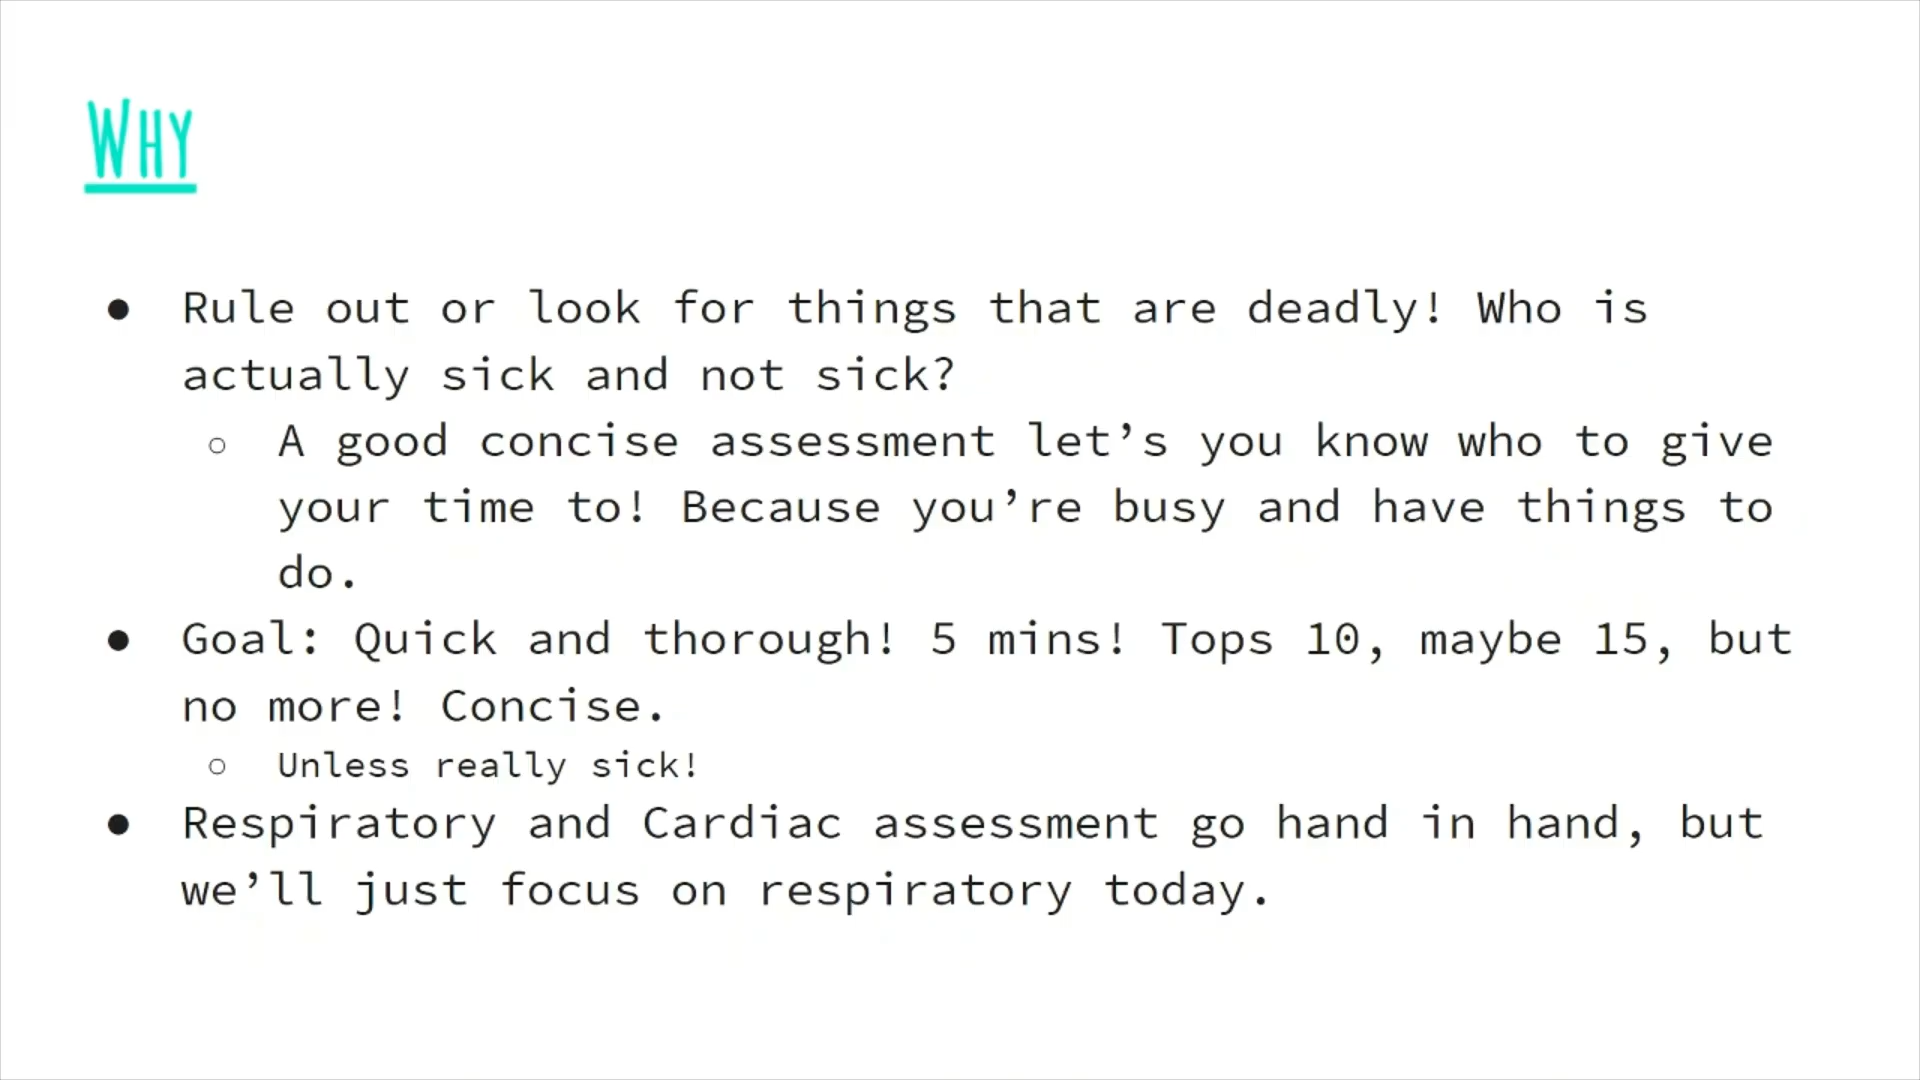 Why
● Rule out or look for things that are deadly! Who is
actually sick and not sick?
○ A good concise assessment let’s you know who to give
your time to! Because you’re busy and have things to
do.
● Goal: Quick and thorough! 5 mins! Tops 10, maybe 15, but
no more! Concise.
○ Unless really sick!
● Respiratory and Cardiac assessment go hand in hand, but
we’ll just focus on respiratory today.